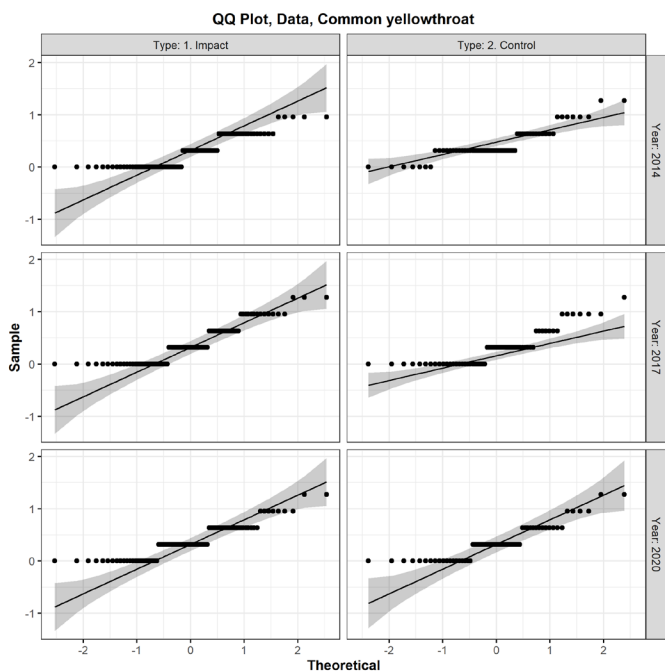 QQ Plot, Data, Common yellowthroat
Type: 1. Impact
Type: 2. Control
2
1
0
-1
Year: 2014
2
1
0
-1
Year: 2017
2
1
0
-1
Year: 2020
Sample
-2 -1 0 1 2
-2 -1 0 1 2
Theoretical